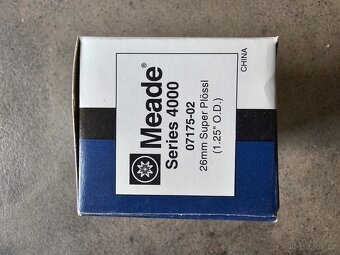 Meade®
Series 4000
07175-02
26mm Super Plössl
(1.25" O.D.)
CHINA